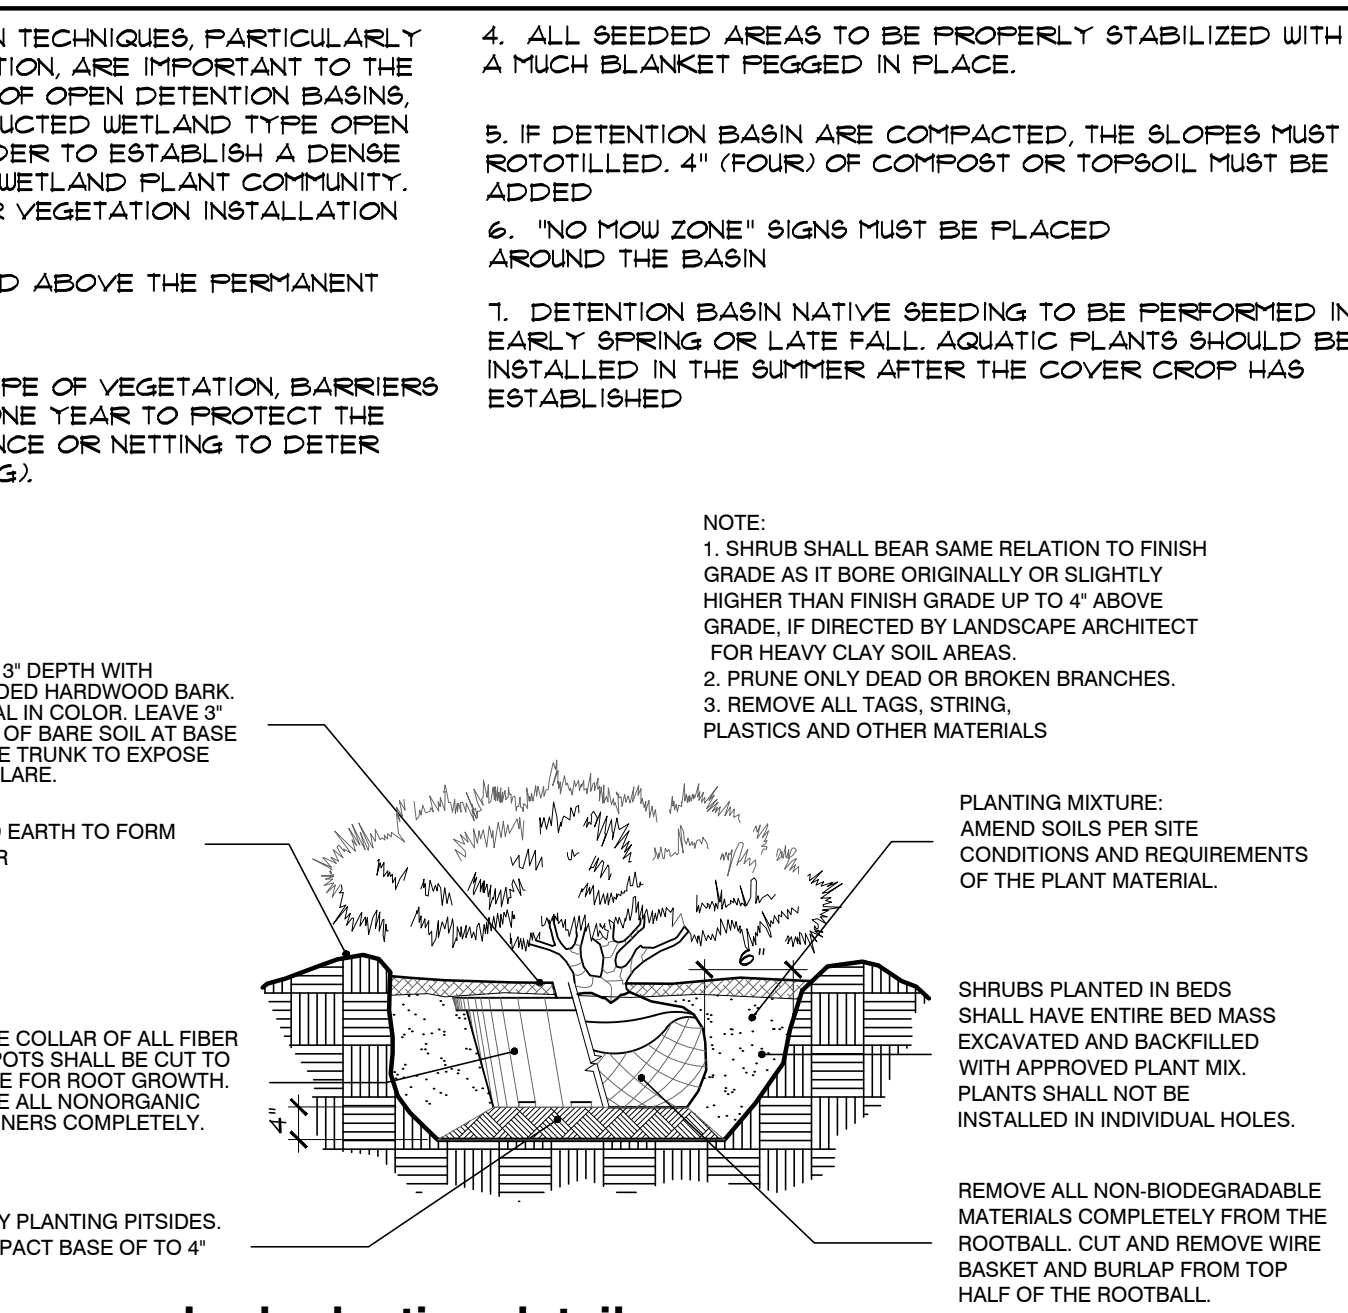 N TECHNIQUES, PARTICULARLY
TION, ARE IMPORTANT TO THE
OF OPEN DETENTION BASINS,
UCTED WETLAND TYPE OPEN
DER TO ESTABLISH A DENSE
WETLAND PLANT COMMUNITY.
R VEGETATION INSTALLATION
D ABOVE THE PERMANENT
PE OF VEGETATION, BARRIERS
ONE YEAR TO PROTECT THE
NCE OR NETTING TO DETER
G).
4. ALL SEEDED AREAS TO BE PROPERLY STABILIZED WITH
A MUCH BLANKET PEGGED IN PLACE.
5. IF DETENTION BASIN ARE COMPACTED, THE SLOPES MUST
ROTOTILLED. 4" (FOUR) OF COMPOST OR TOPSOIL MUST BE
ADDED
6. "NO MOW ZONE" SIGNS MUST BE PLACED
AROUND THE BASIN
7. DETENTION BASIN NATIVE SEEDING TO BE PERFORMED IN
EARLY SPRING OR LATE FALL. AQUATIC PLANTS SHOULD BE
INSTALLED IN THE SUMMER AFTER THE COVER CROP HAS
ESTABLISHED
NOTE:
1. SHRUB SHALL BEAR SAME RELATION TO FINISH
GRADE AS IT BORE ORIGINALLY OR SLIGHTLY
HIGHER THAN FINISH GRADE UP TO 4" ABOVE
GRADE, IF DIRECTED BY LANDSCAPE ARCHITECT
FOR HEAVY CLAY SOIL AREAS.
2. PRUNE ONLY DEAD OR BROKEN BRANCHES.
3. REMOVE ALL TAGS, STRING,
PLASTICS AND OTHER MATERIALS
3" DEPTH WITH
DED HARDWOOD BARK.
AL IN COLOR. LEAVE 3"
OF BARE SOIL AT BASE
E TRUNK TO EXPOSE
LARE.
D EARTH TO FORM
R
E COLLAR OF ALL FIBER
POTS SHALL BE CUT TO
E FOR ROOT GROWTH.
E ALL NONORGANIC
NERS COMPLETELY.
4"
Y PLANTING PITSIDES.
PACT BASE OF TO 4"
6"
PLANTING MIXTURE:
AMEND SOILS PER SITE
CONDITIONS AND REQUIREMENTS
OF THE PLANT MATERIAL.
SHRUBS PLANTED IN BEDS
SHALL HAVE ENTIRE BED MASS
EXCAVATED AND BACKFILLED
WITH APPROVED PLANT MIX.
PLANTS SHALL NOT BE
INSTALLED IN INDIVIDUAL HOLES.
REMOVE ALL NON-BIODEGRADABLE
MATERIALS COMPLETELY FROM THE
ROOTBALL. CUT AND REMOVE WIRE
BASKET AND BURLAP FROM TOP
HALF OF THE ROOTBALL.